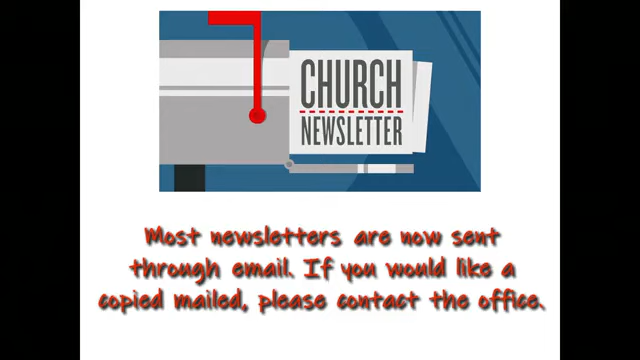 CHURCH
NEWSLETTER
Most newsletters are now sent
through email. If you would like a
copied mailed, please contact the office.